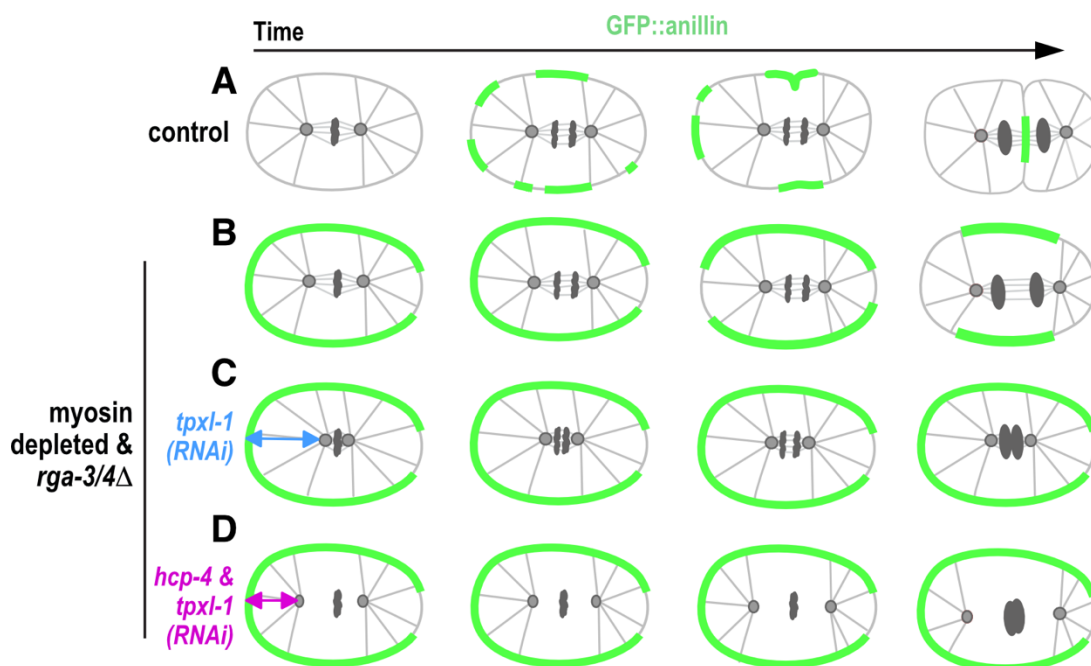 Time
GFP::anillin
A
control
B
C
D
myosin
depleted &
rga-3/4Δ
tpxl-1
(RNAi)
hcp-4 &
tpxl-1
(RNAi)